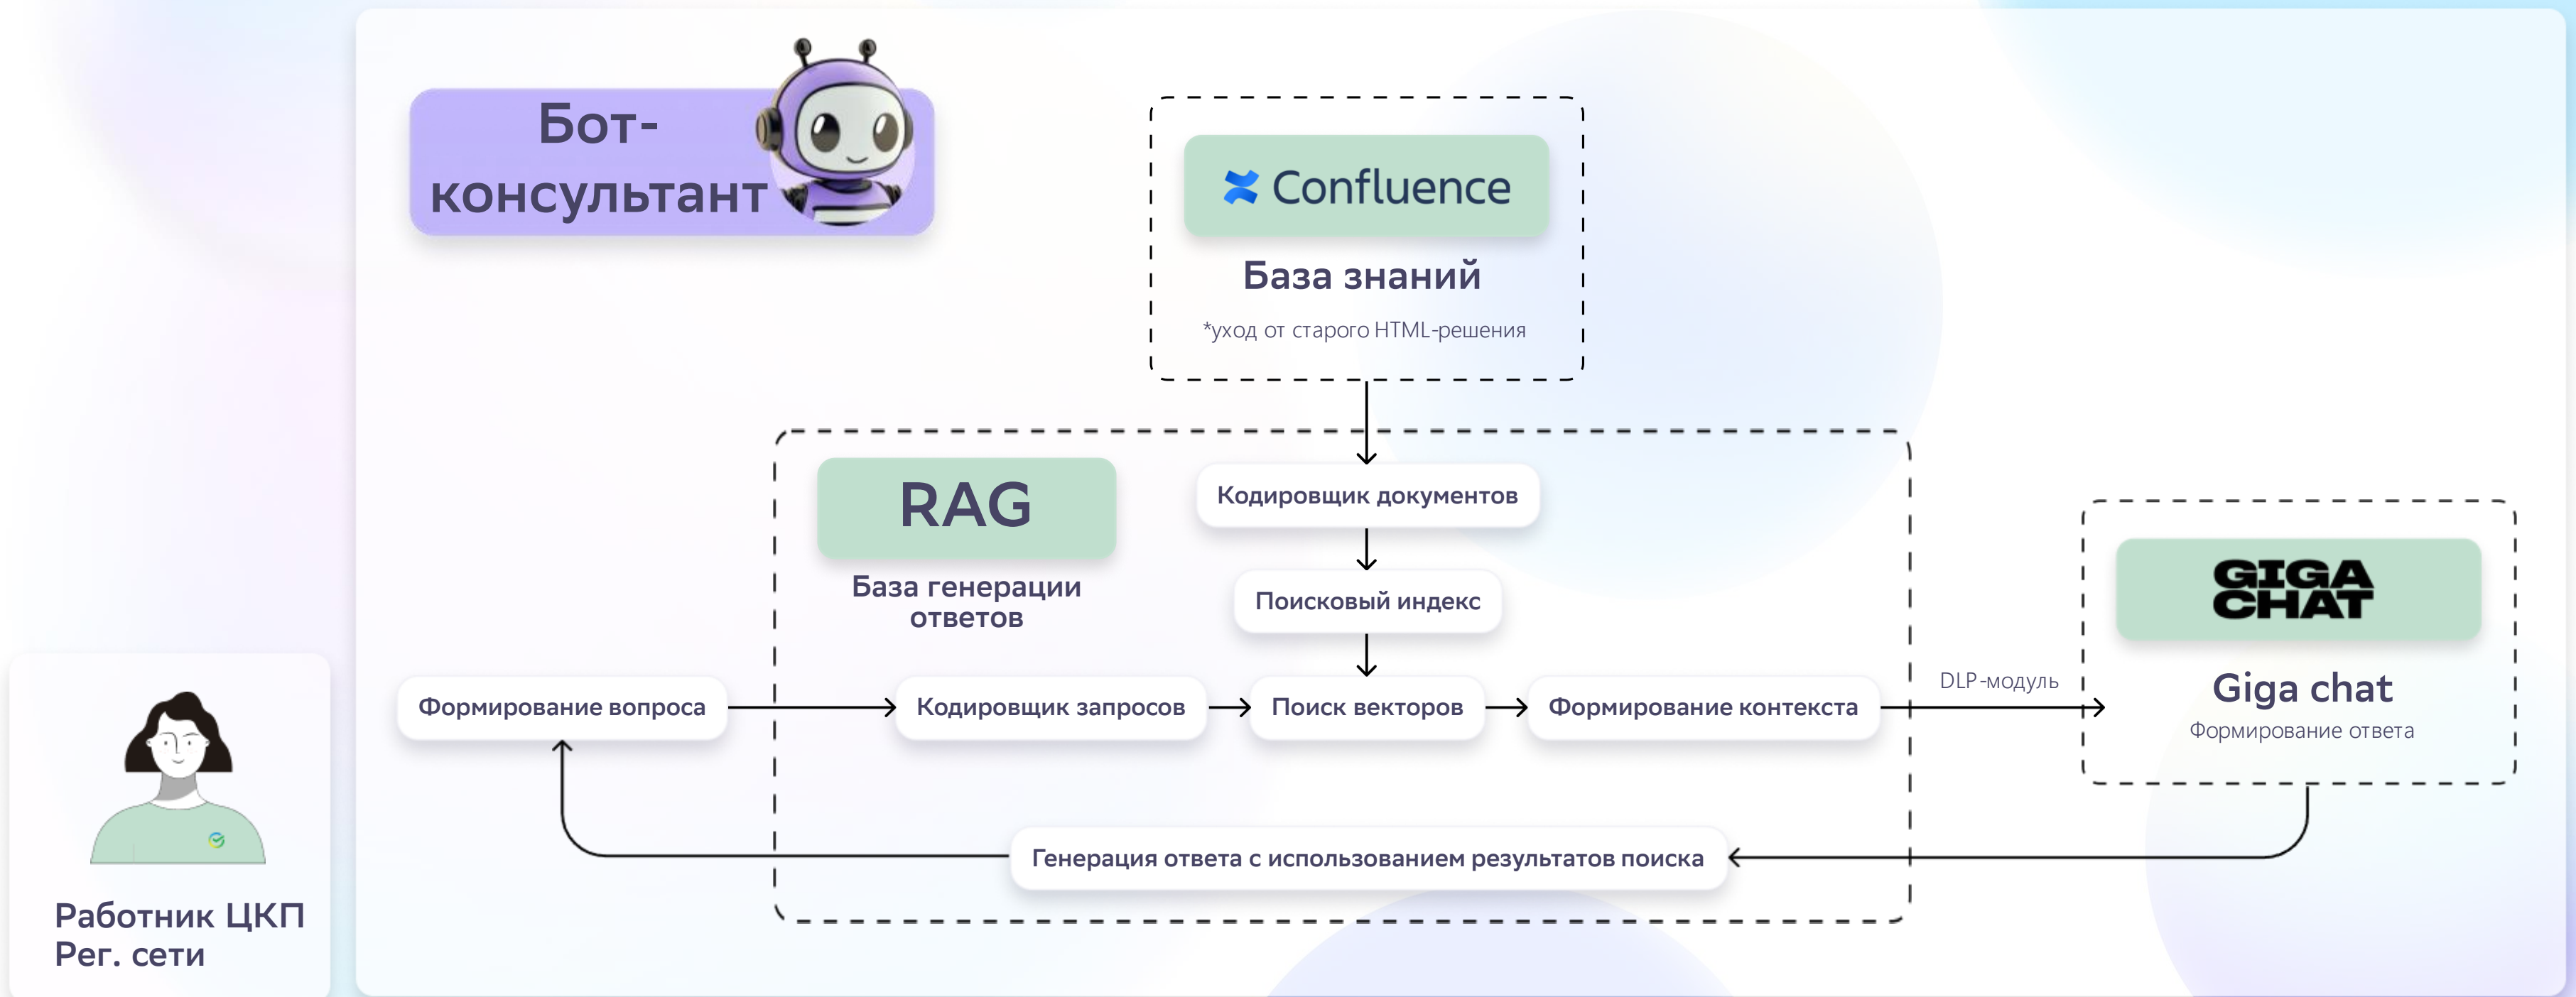 Бот-
консультант
Confluence
База знаний
*уход от старого HTML-решения
RAG
База генерации
ответов
Кодировщик документов
Поисковый индекс
Формирование вопроса
Кодировщик запросов
Поиск векторов
Формирование контекста
DLP-модуль
GIGA
CHAT
Giga chat
Формирование ответа
Генерация ответа с использованием результатов поиска
Работник ЦКП
Рег. сети